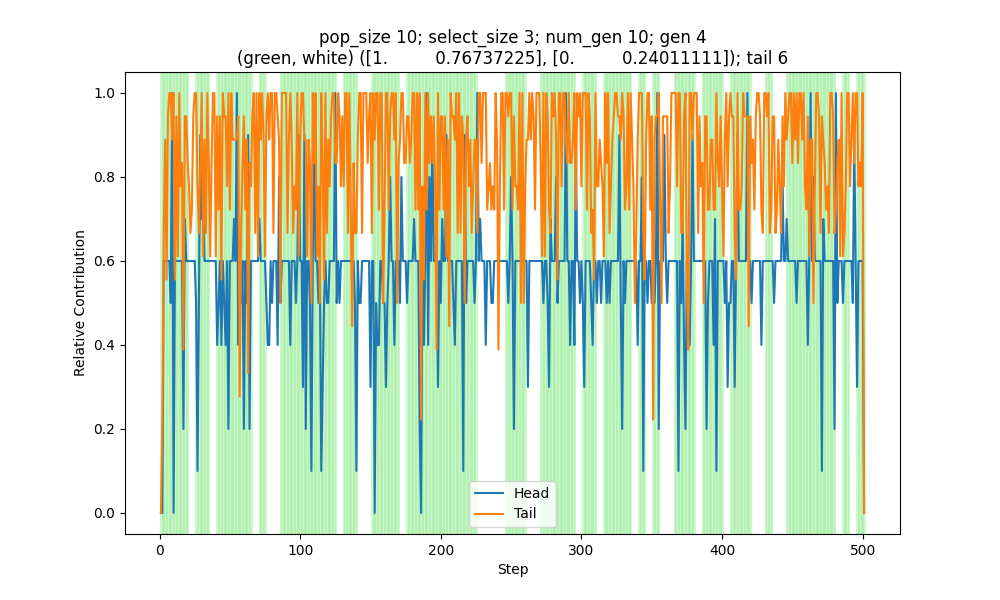 pop_size 10; select_size 3; num_gen 10; gen 4
(green, white) ([1.          0.76737225], [0.          0.24011111]); tail 6
1.0
0.8
0.6
0.4
0.2
0.0
Relative Contribution
Head
Tail
0
100
200
300
400
500
Step